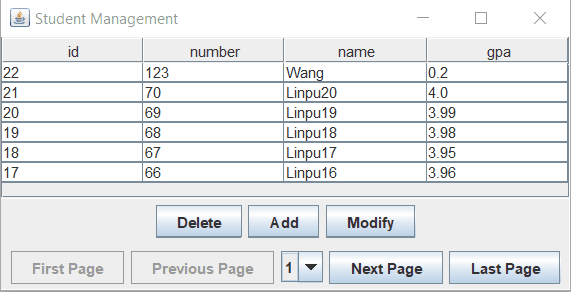 Student Management
id number name gpa
22 123 Wang 0.2
21 70 Linpu20 4.0
20 69 Linpu19 3.99
19 68 Linpu18 3.98
18 67 Linpu17 3.95
17 66 Linpu16 3.96
Delete Add Modify
First Page Previous Page 1 Next Page Last Page